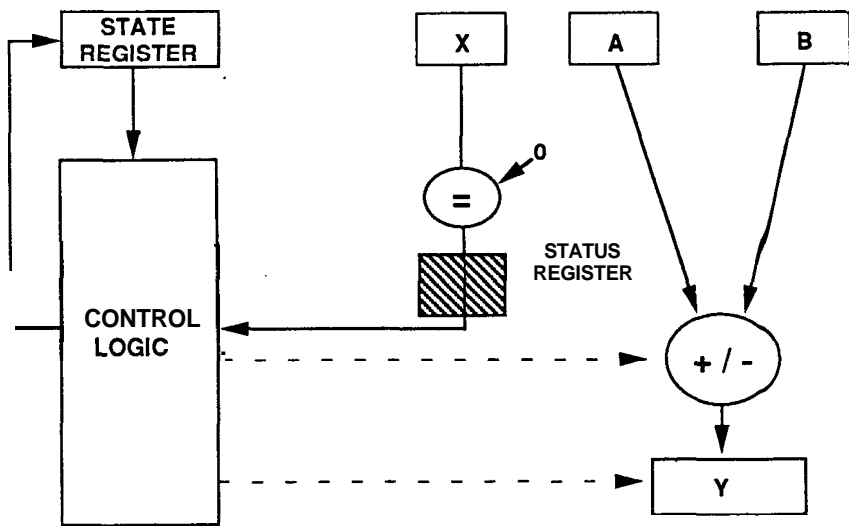 STATE
REGISTER
X
A
B
0
=
STATUS
REGISTER
CONTROL
LOGIC
+ / -
Y